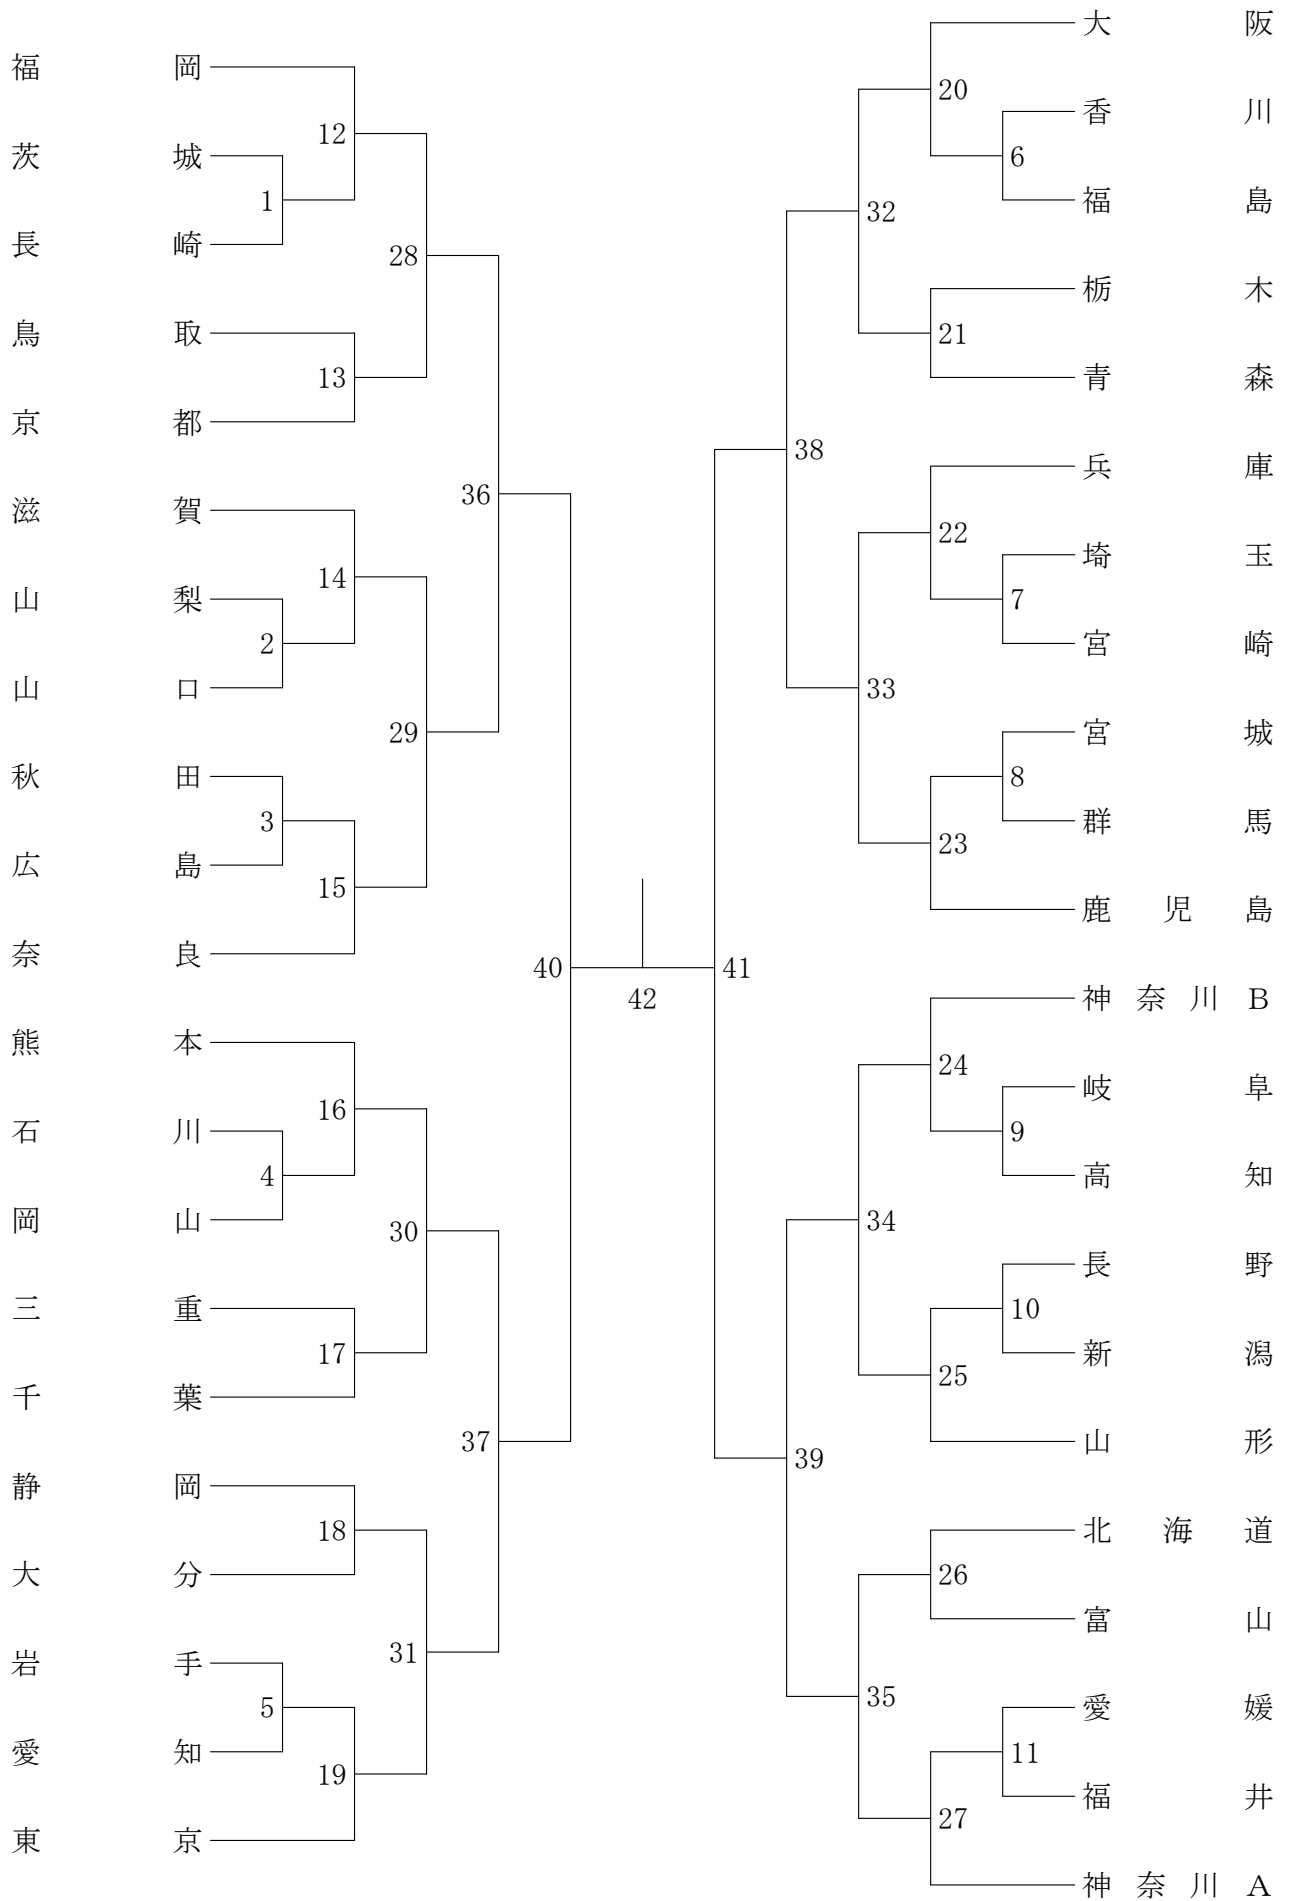 福岡
茨城
長崎
鳥取
京都
滋賀
山梨
山口
秋田
広島
奈良
熊本
石川
岡山
三重
千葉
静岡
大分
岩手
愛知
東京
1
2
3
4
5
12
13
14
15
16
17
18
19
28
29
30
31
36
37
40
42
41
38
39
32
33
34
35
20
21
22
23
24
25
26
27
6
7
8
9
10
11
大阪
香川
福島
栃木
青森
兵庫
埼玉
宮崎
宮城
群馬
鹿児島
神奈川B
岐阜
高知
長野
新潟
山形
北海道
富山
愛媛
福井
神奈川A